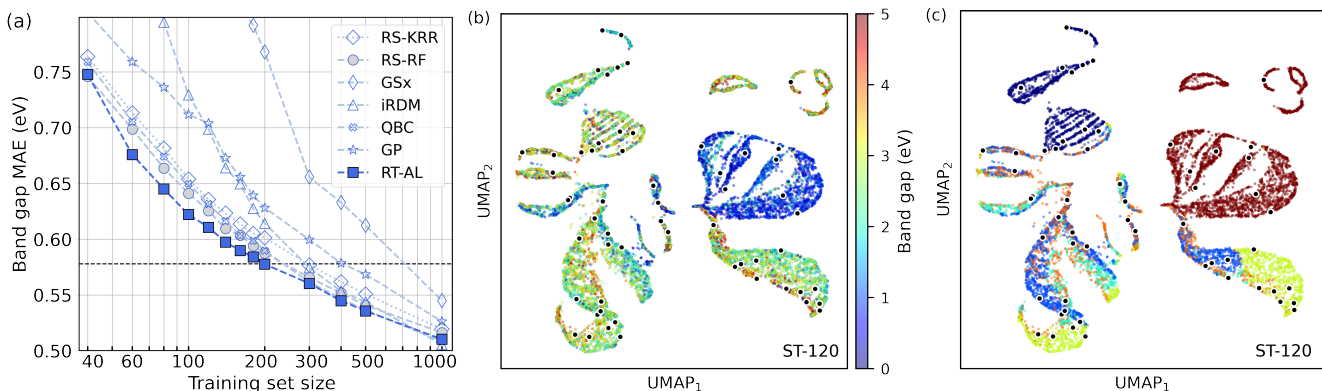 (a)
Band gap MAE (eV)
0.75
0.70
0.65
0.60
0.55
0.50
40
60
100
200
300
500
1000
Training set size
RS-KRR
RS-RF
GSx
iRDM
QBC
GP
RT-AL
(b)
UMAP2
UMAP1
ST-120
5
4
3
2
1
0
Band gap (eV)
(c)
UMAP2
UMAP1
ST-120